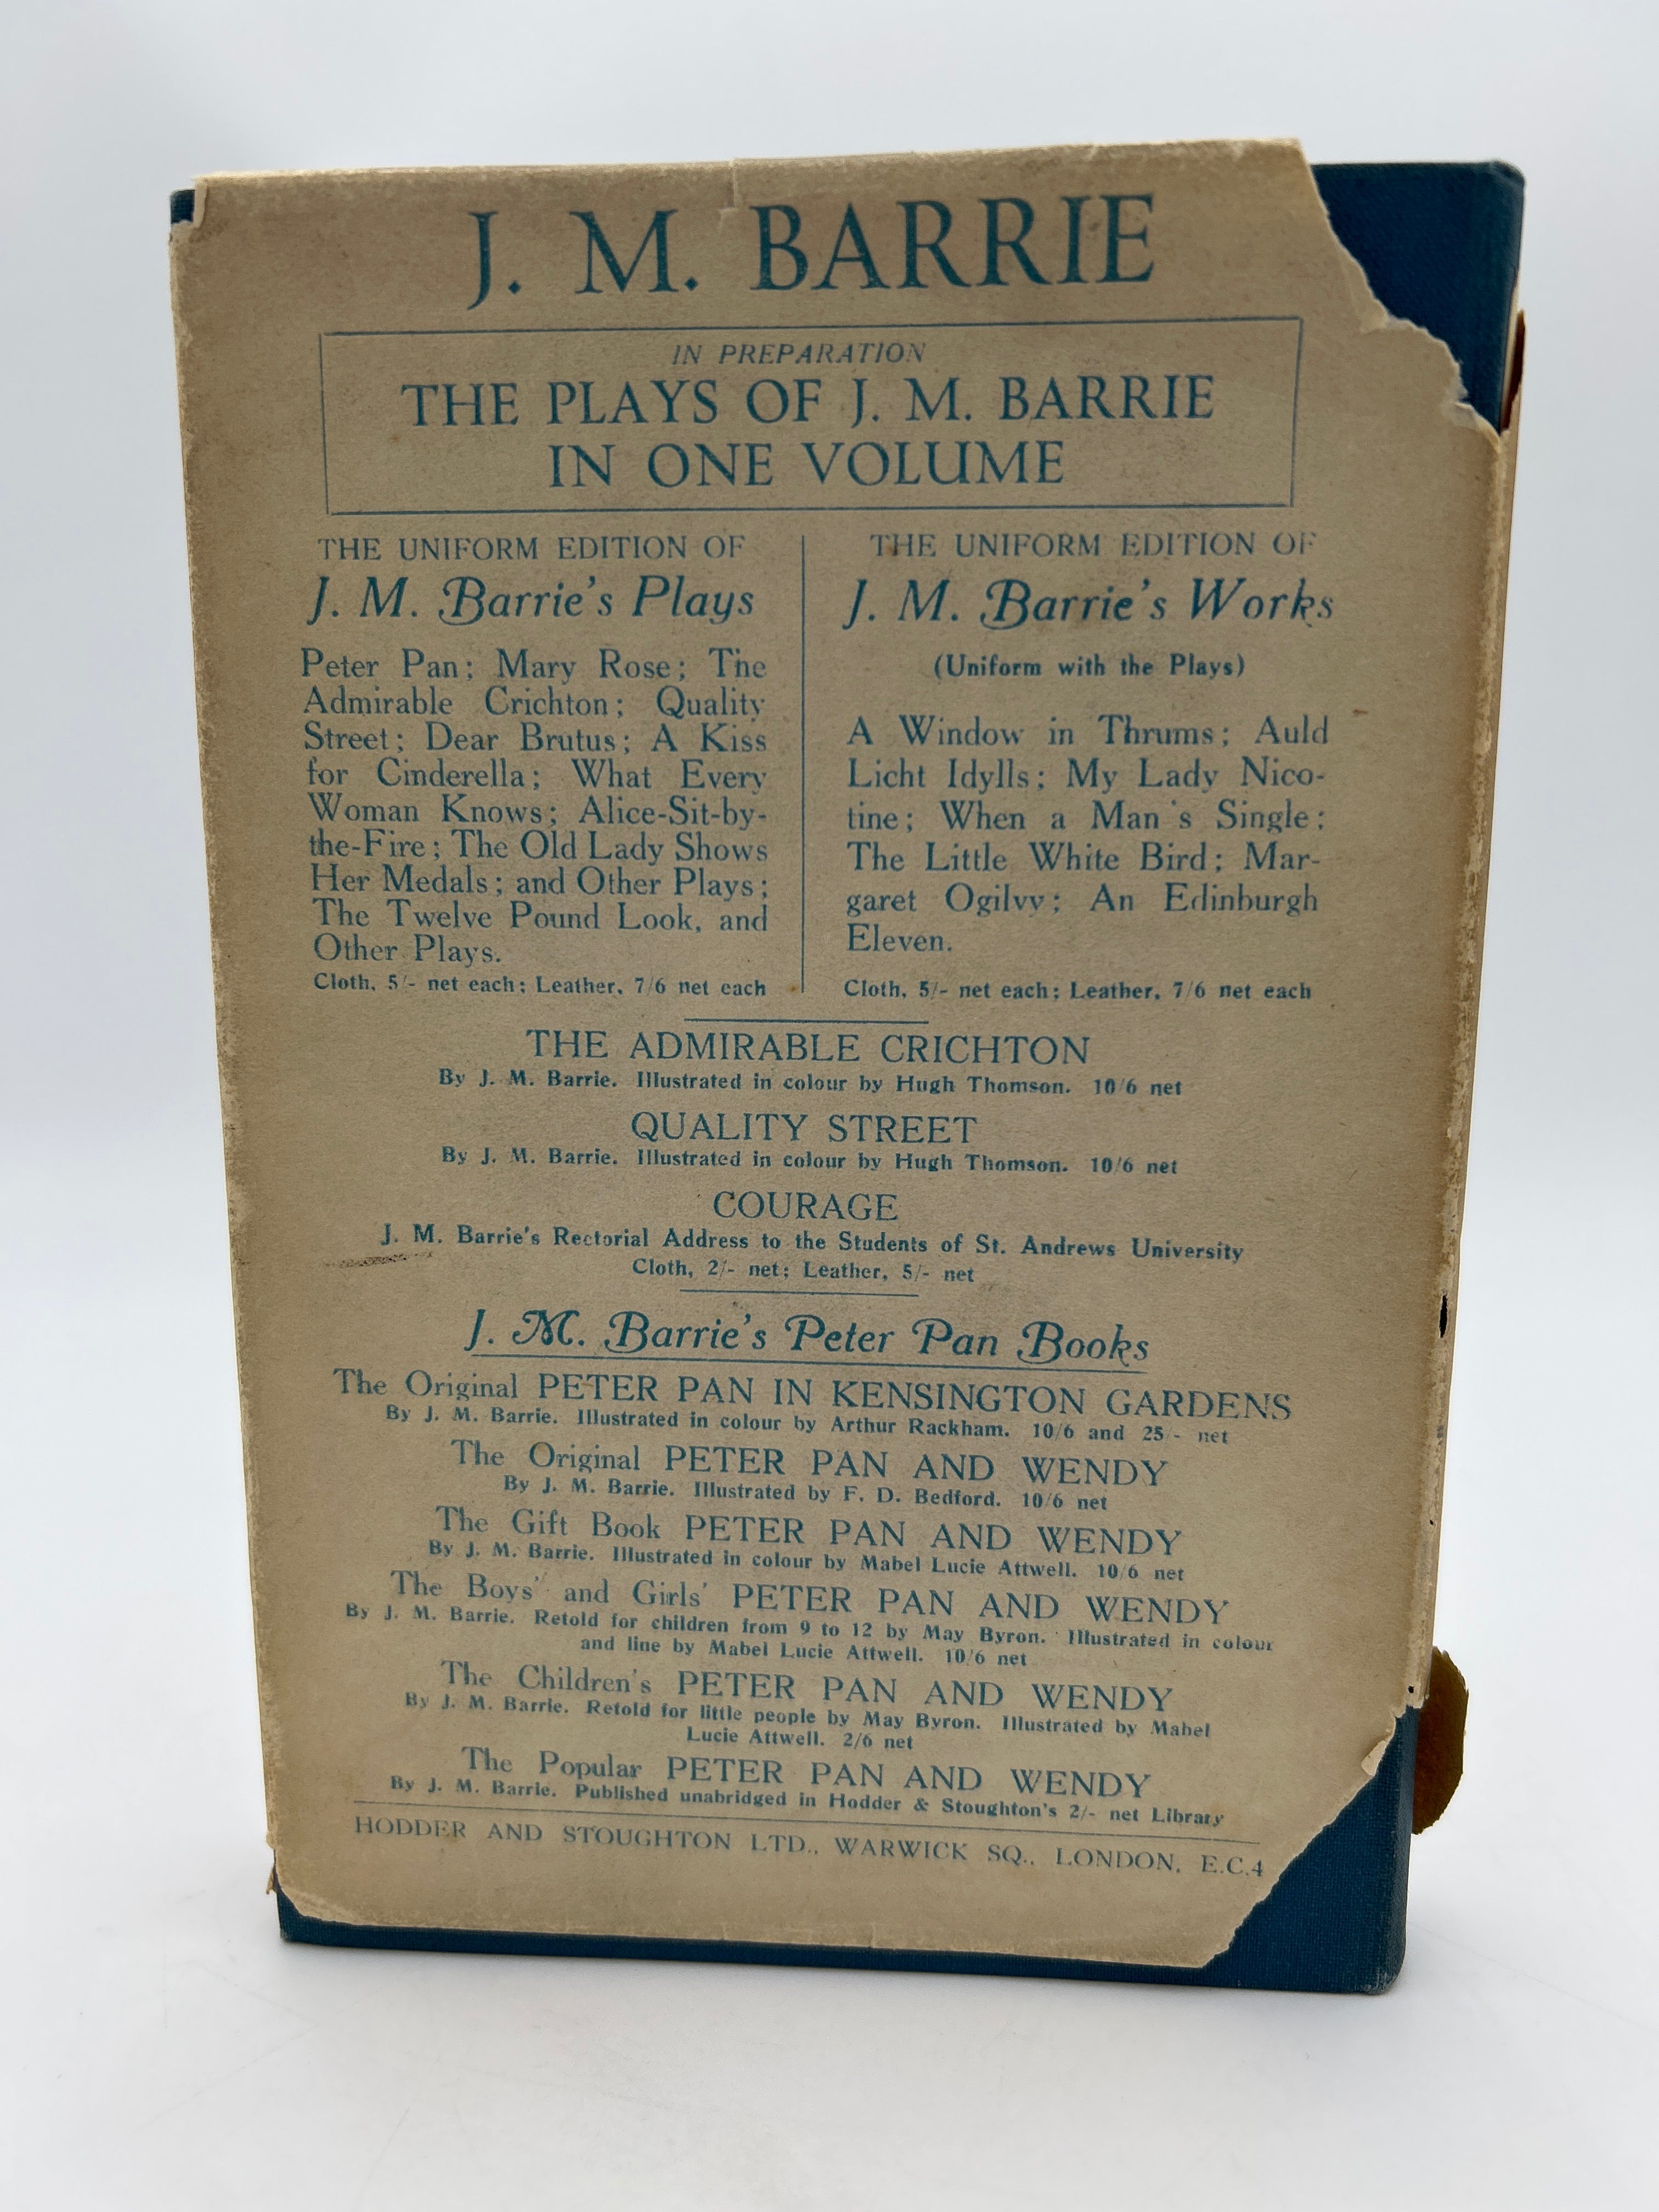 J. M. BARRIE
IN PREPARATION
THE PLAYS OF J. M. BARRIE
IN ONE VOLUME
THE UNIFORM EDITION OF
J. M. Barrie's Plays
Peter Pan; Mary Rose; The
Admirable Crichton; Quality
Street; Dear Brutus; A Kiss
for Cinderella; What Every
Woman Knows; Alice-Sit-by-
the-Fire; The Old Lady Shows
Her Medals; and Other Plays;
The Twelve Pound Look, and
Other Plays.
Cloth, 5/- net each; Leather, 7/6 net each
THE UNIFORM EDITION OF
J. M. Barrie's Works
(Uniform with the Plays)
A Window in Thrums; Auld
Licht Idylls; My Lady Nico-
tine; When a Man's Single;
The Little White Bird; Mar-
garet Ogilvy; An Edinburgh
Eleven.
Cloth, 5/- net each; Leather, 7/6 net each
THE ADMIRABLE CRICHTON
By J. M. Barrie. Illustrated in colour by Hugh Thomson. 10/6 net
QUALITY STREET
By J. M. Barrie. Illustrated in colour by Hugh Thomson. 10/6 net
COURAGE
J. M. Barrie's Rectorial Address to the Students of St. Andrews University
Cloth, 2/- net; Leather, 5/- net
J. M. Barrie's Peter Pan Books
The Original PETER PAN IN KENSINGTON GARDENS
By J. M. Barrie. Illustrated in colour by Arthur Rackham. 10/6 and 25/- net
The Original PETER PAN AND WENDY
By J. M. Barrie. Illustrated by F. D. Bedford. 10/6 net
The Gift Book PETER PAN AND WENDY
By J. M. Barrie. Illustrated in colour by Mabel Lucie Attwell. 10/6 net
The Boys' and Girls' PETER PAN AND WENDY
By J. M. Barrie. Retold for children from 9 to 12 by May Byron. Illustrated in colour
and line by Mabel Lucie Attwell. 10/6 net
The Children's PETER PAN AND WENDY
By J. M. Barrie. Retold for little people by May Byron. Illustrated by Mabel
Lucie Attwell. 2/6 net
The Popular PETER PAN AND WENDY
By J. M. Barrie. Published unabridged in Hodder & Stoughton's 2/- net Library
HODDER AND STOUGHTON LTD., WARWICK SQ., LONDON, E.C.4